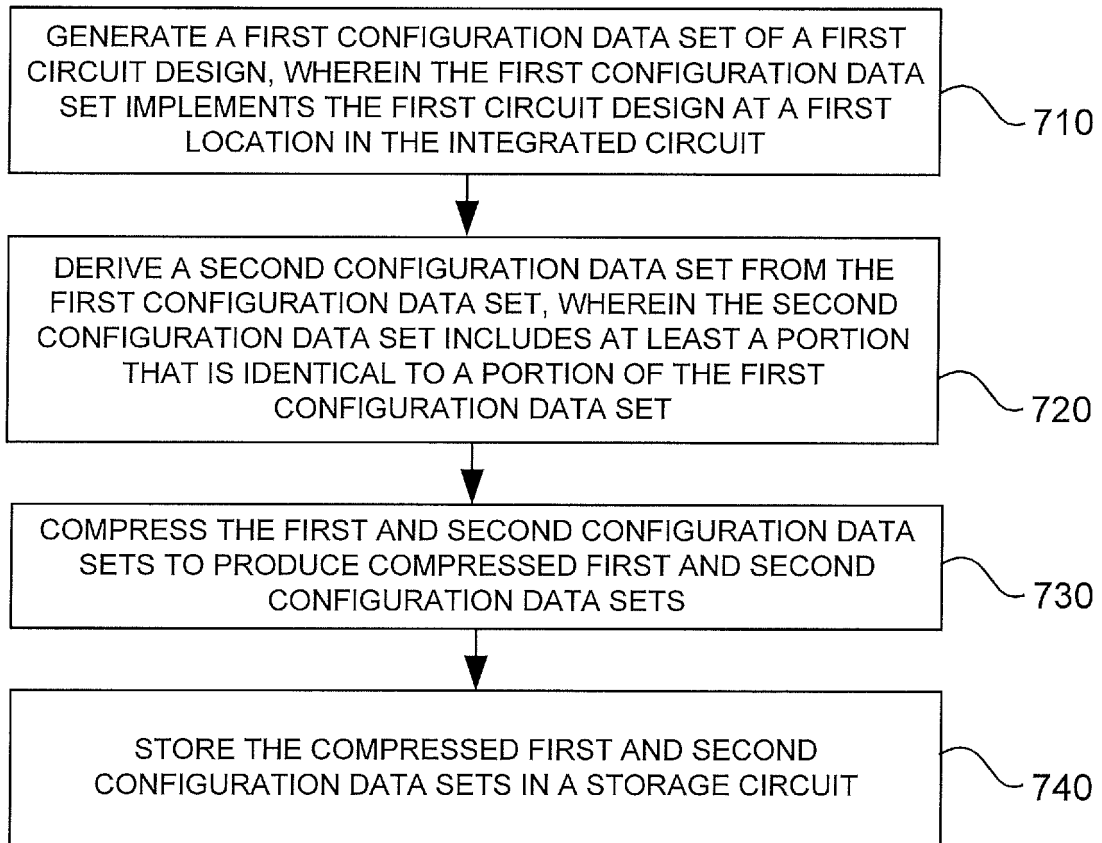 GENERATE A FIRST CONFIGURATION DATA SET OF A FIRST
CIRCUIT DESIGN, WHEREIN THE FIRST CONFIGURATION DATA
SET IMPLEMENTS THE FIRST CIRCUIT DESIGN AT A FIRST
LOCATION IN THE INTEGRATED CIRCUIT
710
DERIVE A SECOND CONFIGURATION DATA SET FROM THE
FIRST CONFIGURATION DATA SET, WHEREIN THE SECOND
CONFIGURATION DATA SET INCLUDES AT LEAST A PORTION
THAT IS IDENTICAL TO A PORTION OF THE FIRST
CONFIGURATION DATA SET
720
COMPRESS THE FIRST AND SECOND CONFIGURATION DATA
SETS TO PRODUCE COMPRESSED FIRST AND SECOND
CONFIGURATION DATA SETS
730
STORE THE COMPRESSED FIRST AND SECOND
CONFIGURATION DATA SETS IN A STORAGE CIRCUIT
740